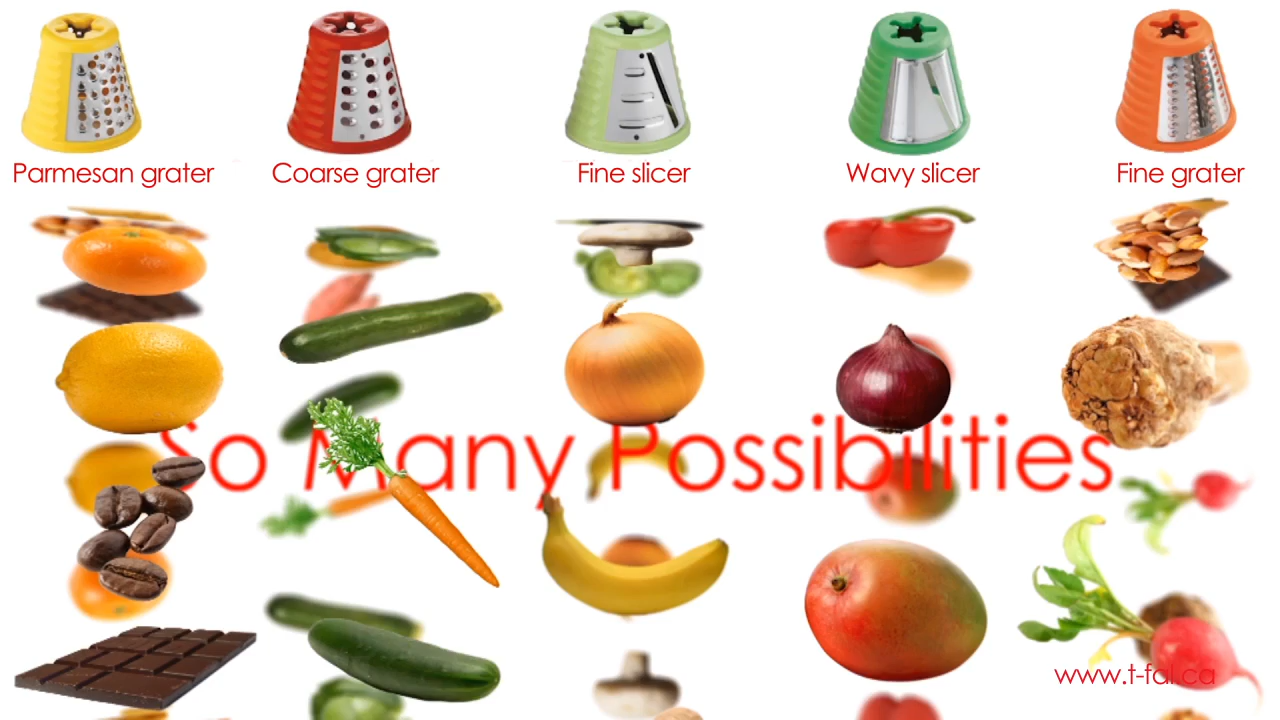 Parmesan grater
Coarse grater
Fine slicer
Wavy slicer
Fine grater
So Many Possibilities
www.t-fal.ca